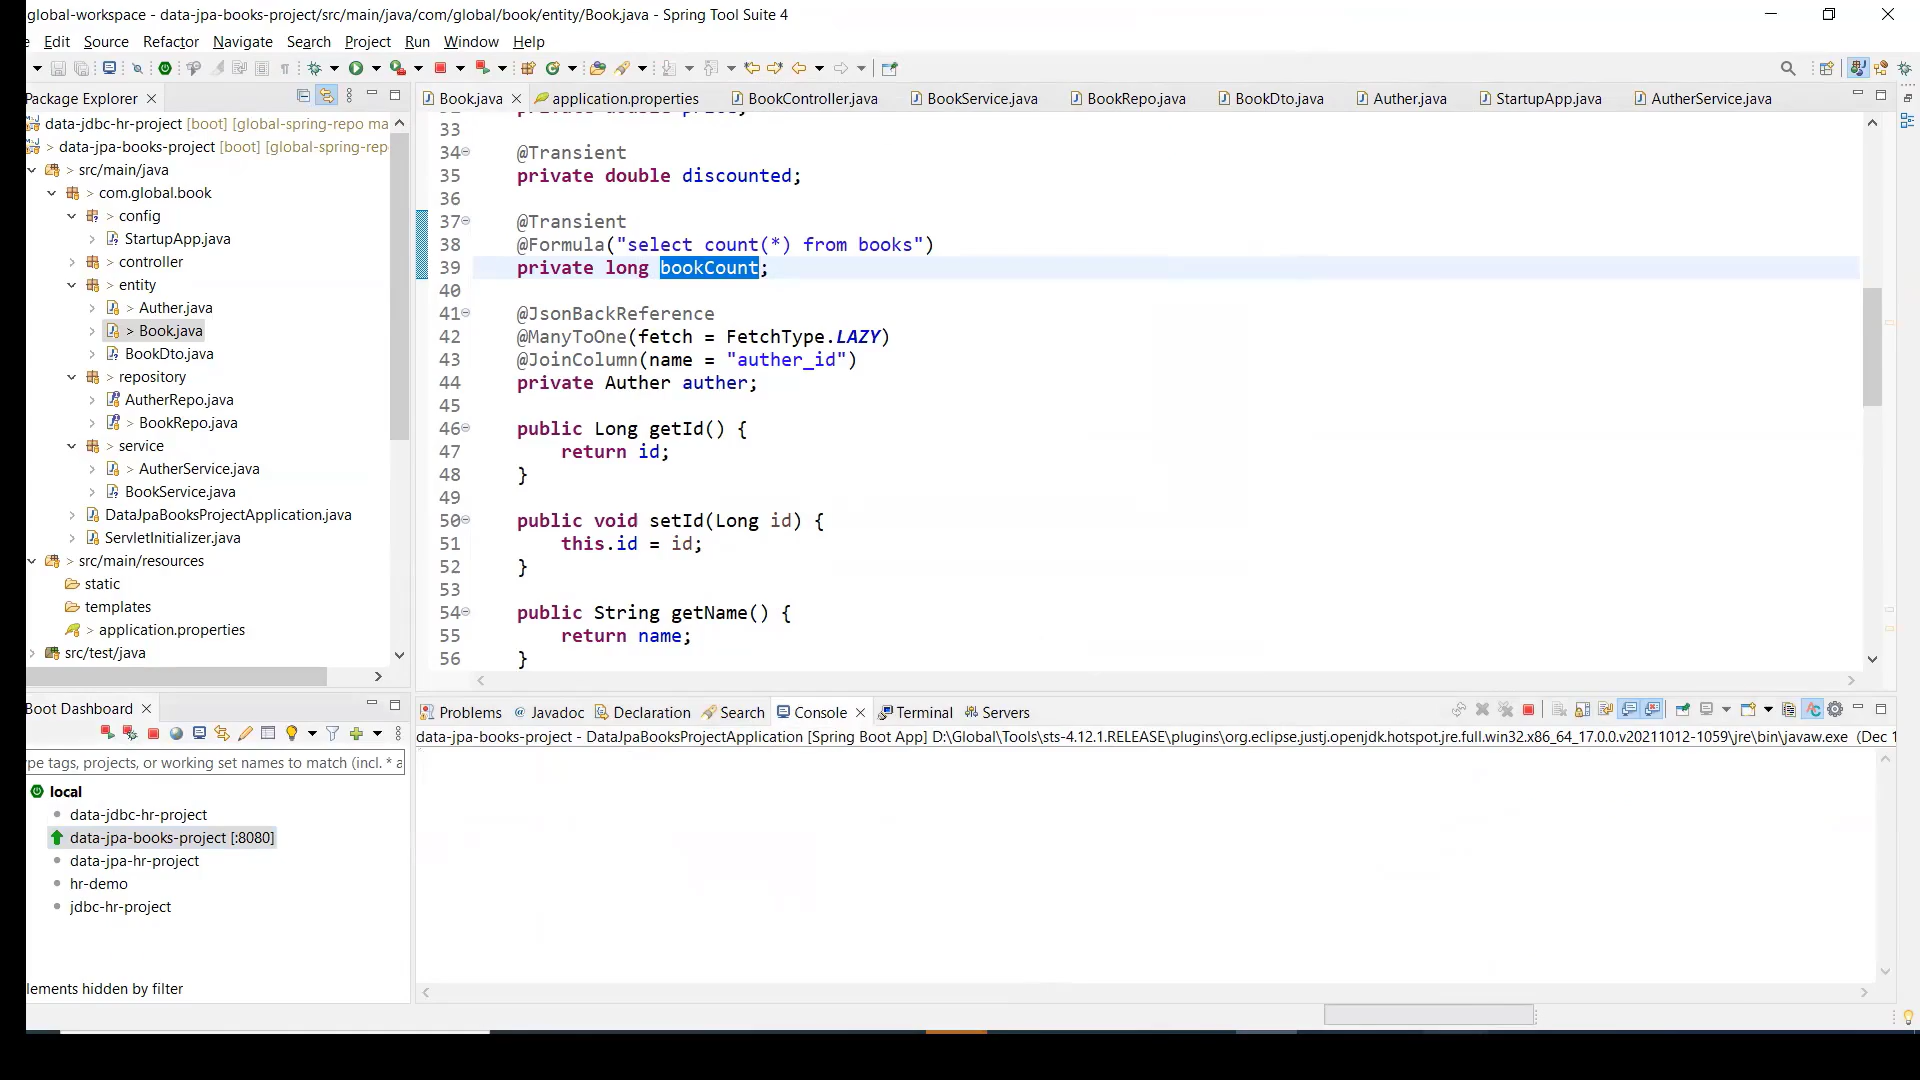 global-workspace - data-jpa-books-project/src/main/java/com/global/book/entity/Book.java - Spring Tool Suite 4
e Edit Source Refactor Navigate Search Project Run Window Help
Package Explorer
data-jdbc-hr-project [boot] [global-spring-repo ma
> data-jpa-books-project [boot] [global-spring-rep
> src/main/java
> com.global.book
> config
StartupApp.java
> controller
> entity
> Auther.java
> Book.java
BookDto.java
> repository
AutherRepo.java
> BookRepo.java
> service
> AutherService.java
BookService.java
DataJpaBooksProjectApplication.java
ServletInitializer.java
> src/main/resources
static
templates
> application.properties
src/test/java
Book.java application.properties BookController.java BookService.java BookRepo.java BookDto.java Auther.java StartupApp.java AutherService.java
32 private double price;
33
34 @Transient
35 private double discounted;
36
37 @Transient
38 @Formula("select count(*) from books")
39 private long bookCount;
40
41 @JsonBackReference
42 @ManyToOne(fetch = FetchType.LAZY)
43 @JoinColumn(name = "auther_id")
44 private Auther auther;
45
46 public Long getId() {
47 return id;
48 }
49
50 public void setId(Long id) {
51 this.id = id;
52 }
53
54 public String getName() {
55 return name;
56 }
Boot Dashboard
ype tags, projects, or working set names to match (incl. * a
local
data-jdbc-hr-project
data-jpa-books-project [:8080]
data-jpa-hr-project
hr-demo
jdbc-hr-project
lements hidden by filter
Problems Javadoc Declaration Search Console Terminal Servers
data-jpa-books-project - DataJpaBooksProjectApplication [Spring Boot App] D:\Global\Tools\sts-4.12.1.RELEASE\plugins\org.eclipse.justj.openjdk.hotspot.jre.full.win32.x86_64_17.0.0.v20211012-1059\jre\bin\javaw.exe (Dec 1